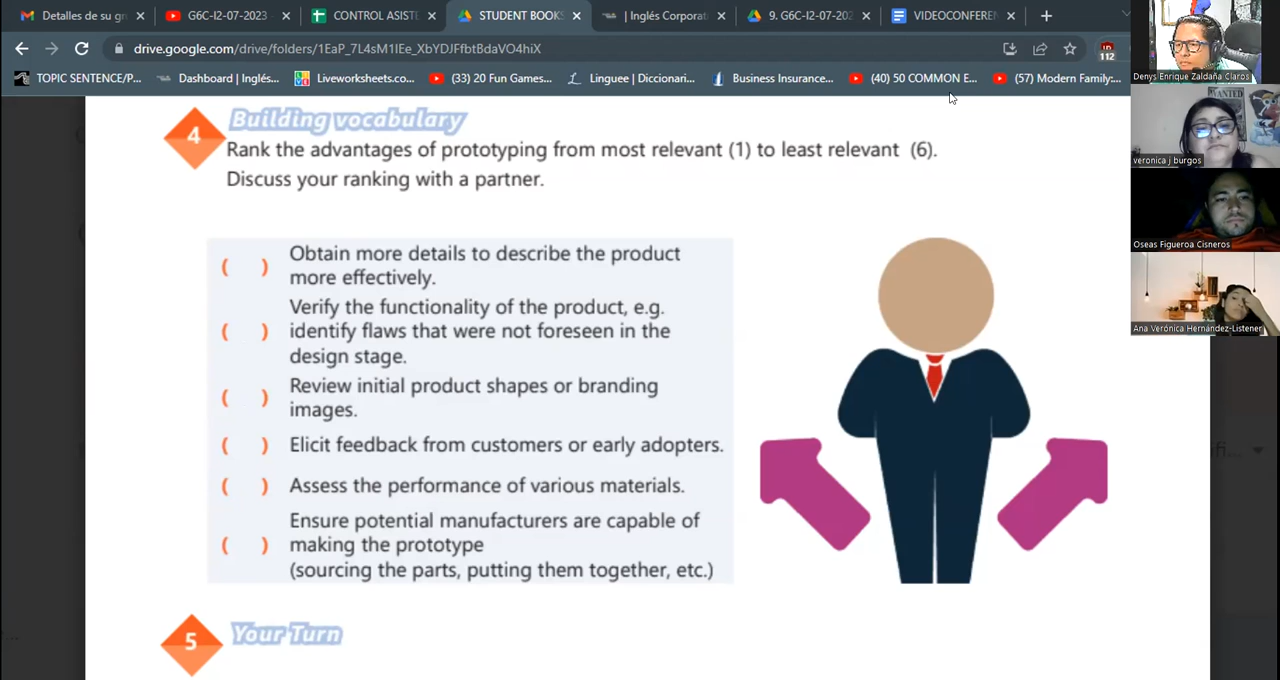 Detalles de su gr
G6C-I2-07-2023
CONTROL ASISTE
STUDENT BOOKS
| Inglés Corporat
9. G6C-I2-07-202
VIDEOCONFEREN
drive.google.com/drive/folders/1EaP_7L4sM1IEe_XbYDJFfbtBdaVO4hiX
112
TOPIC SENTENCE/P...
Dashboard | Inglés...
Liveworksheets.co...
(33) 20 Fun Games...
Linguee | Diccionari...
Business Insurance...
(40) 50 COMMON E...
(57) Modern Family:...
Denys Enrique Zaldaña Claros
WANTED
veronica j burgos
Oseas Figueroa Cisneros
Ana Verónica Hernández-Listener
4 Building vocabulary
Rank the advantages of prototyping from most relevant (1) to least relevant (6).
Discuss your ranking with a partner.
( ) Obtain more details to describe the product
more effectively.
Verify the functionality of the product, e.g.
( ) identify flaws that were not foreseen in the
design stage.
( ) Review initial product shapes or branding
images.
( ) Elicit feedback from customers or early adopters.
( ) Assess the performance of various materials.
Ensure potential manufacturers are capable of
( ) making the prototype
(sourcing the parts, putting them together, etc.)
5 Your Turn